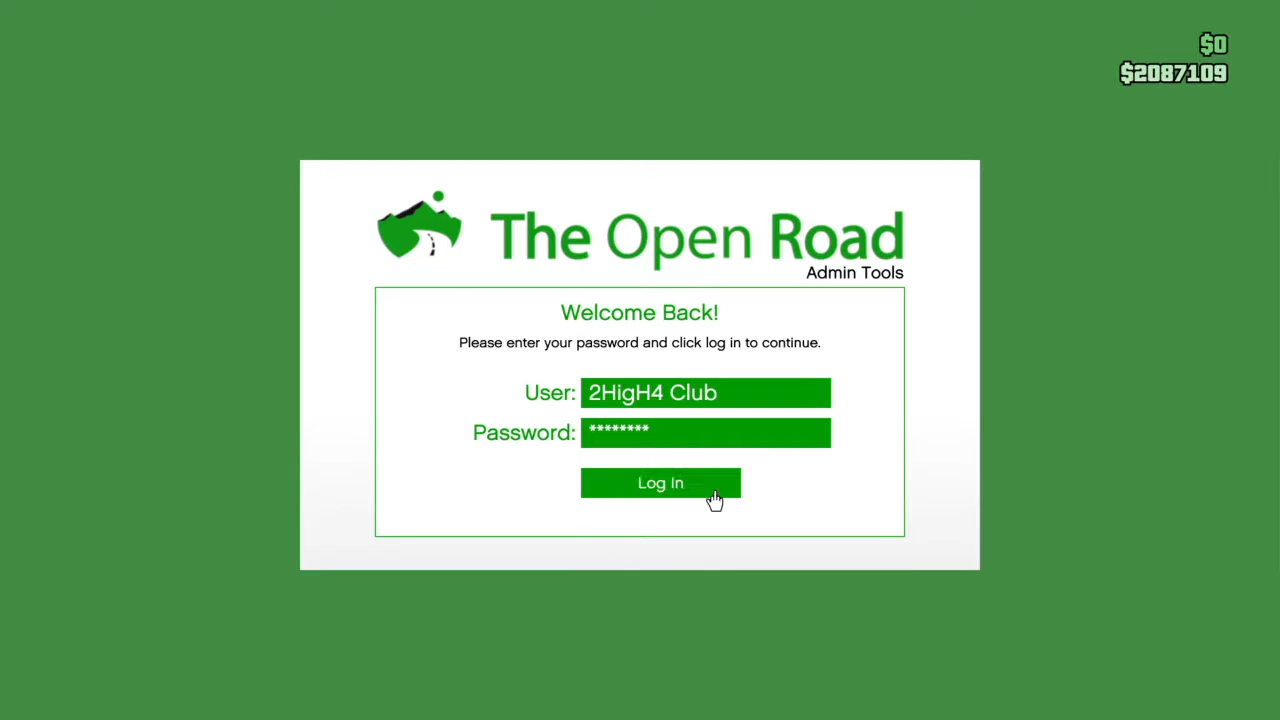 $0
$2087109
The Open Road
Admin Tools
Welcome Back!
Please enter your password and click log in to continue.
User: 2HigH4 Club
Password: ********
Log In